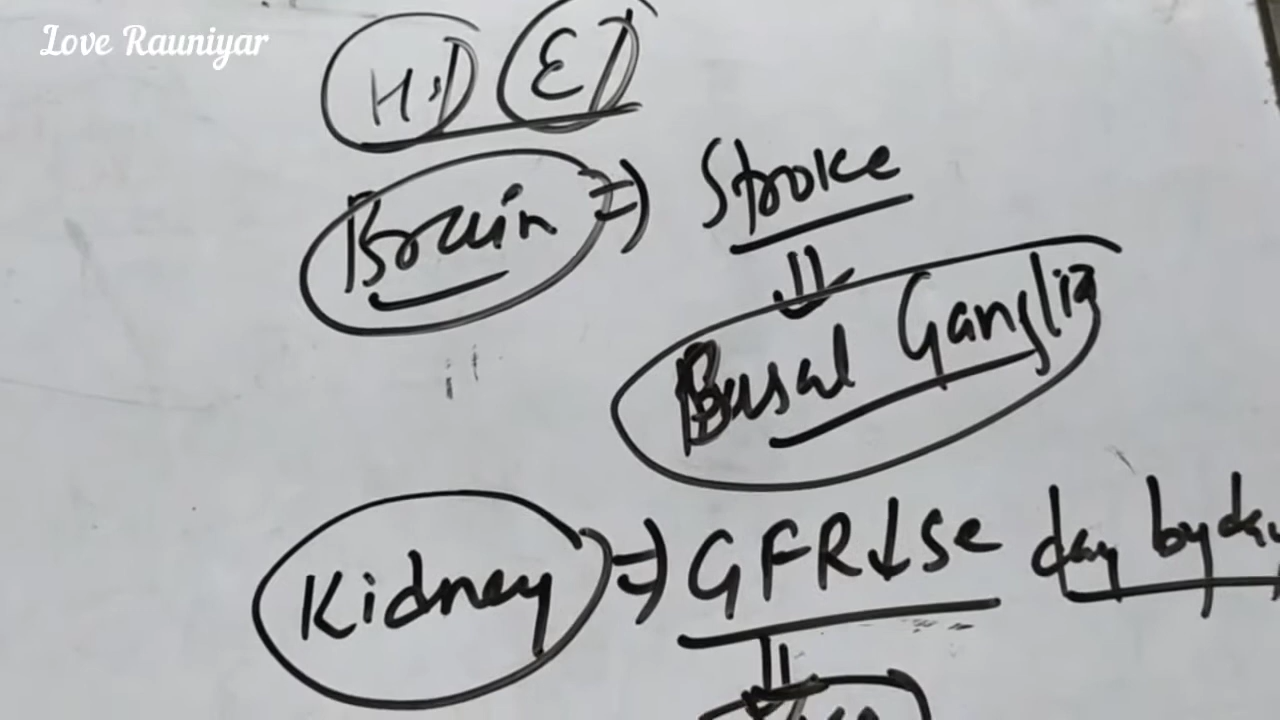 Love Rauniyar
Brain => Stroke
⇓
Basal Ganglia
Kidney => GFR↓se day by day
⇓